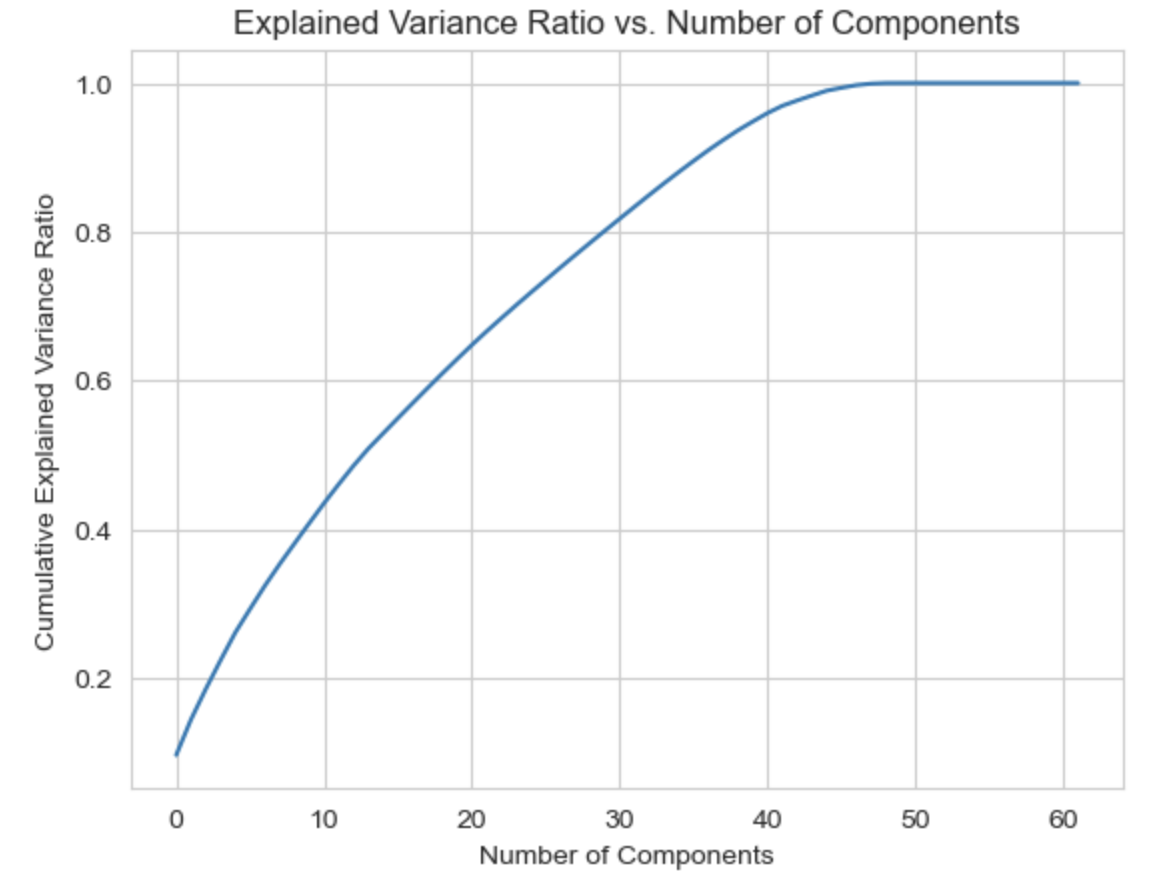 Explained Variance Ratio vs. Number of Components
Cumulative Explained Variance Ratio
1.0
0.8
0.6
0.4
0.2
0 10 20 30 40 50 60
Number of Components